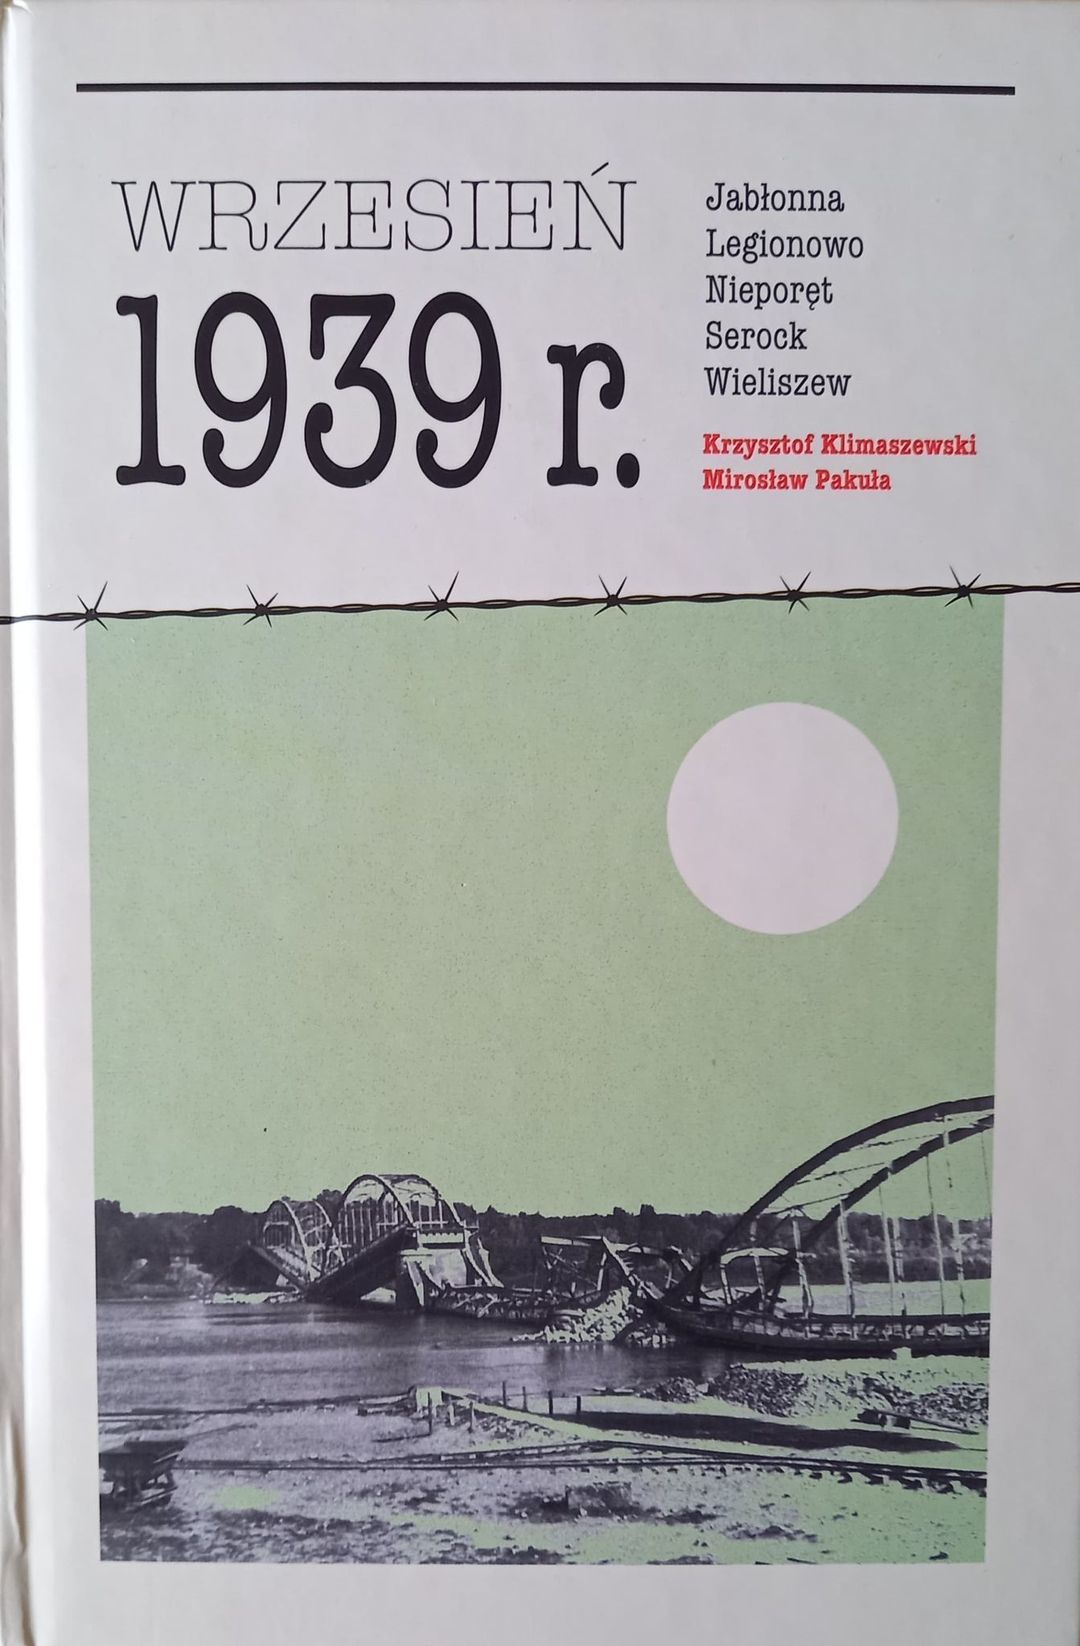 WRZESIEŃ
1939 r.
Jabłonna
Legionowo
Nieporęt
Serock
Wieliszew
Krzysztof Klimaszewski
Mirosław Pakuła